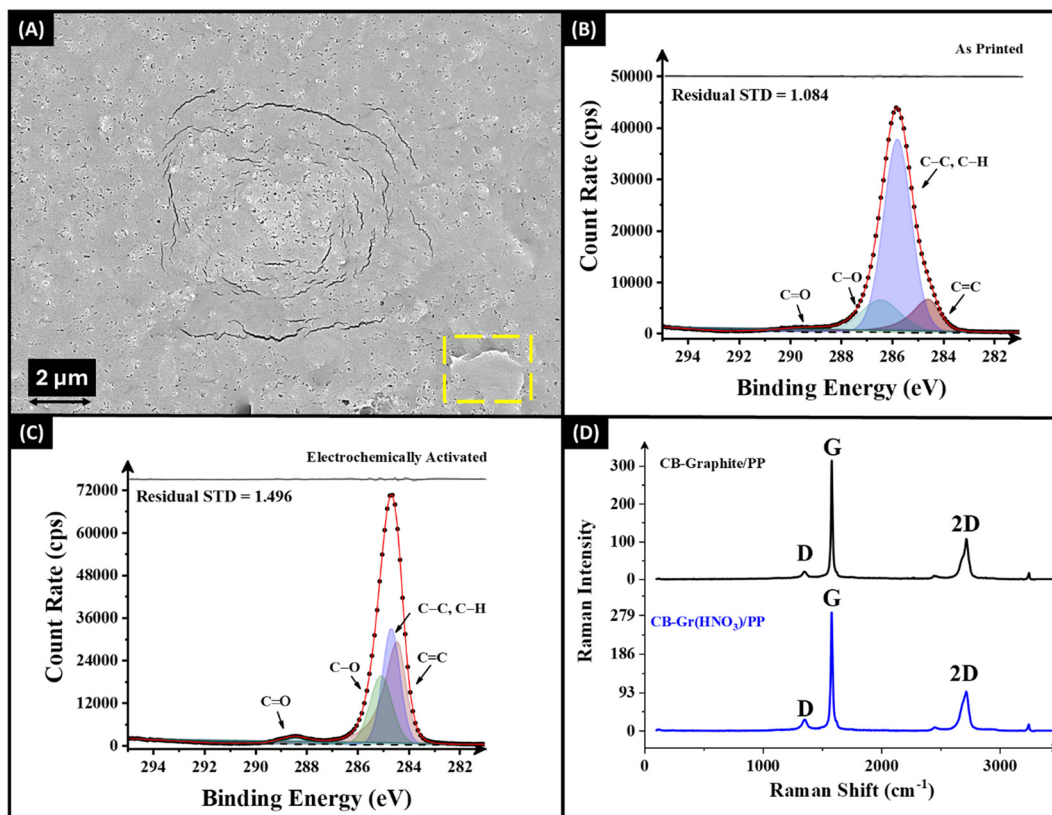 (A)
2 μm
(B)
As Printed
Residual STD = 1.084
50000
40000
30000
20000
10000
0
C–C, C–H
C–O
C=O
C=C
294
292
290
288
286
284
282
Count Rate (cps)
Binding Energy (eV)
(C)
Electrochemically Activated
Residual STD = 1.496
72000
60000
48000
36000
24000
12000
0
C–C, C–H
C–O
C=C
C=O
294
292
290
288
286
284
282
Count Rate (cps)
Binding Energy (eV)
(D)
CB-Graphite/PP
G
D
2D
300
200
100
0
CB-Gr(HNO₃)/PP
G
D
2D
279
186
93
0
0
1000
2000
3000
Raman Intensity
Raman Shift (cm⁻¹)